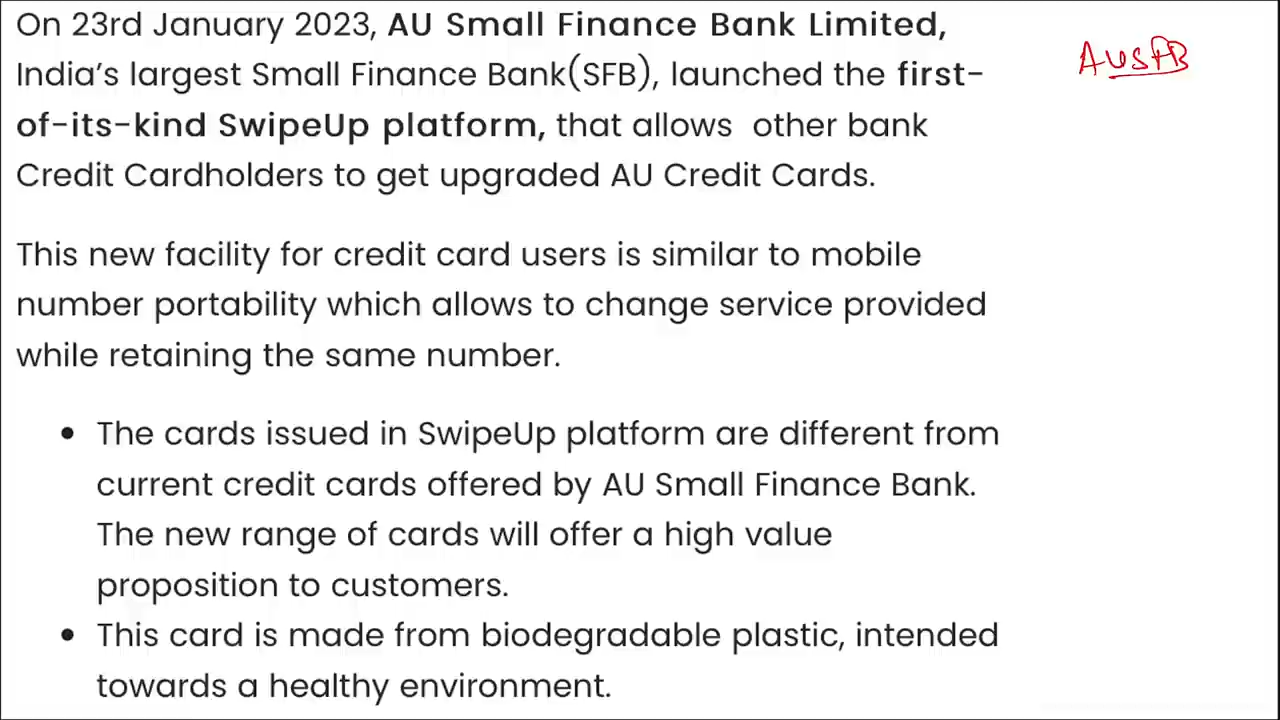 On 23rd January 2023, AU Small Finance Bank Limited,
AUSFB
India's largest Small Finance Bank(SFB), launched the first-
of-its-kind SwipeUp platform, that allows other bank
Credit Cardholders to get upgraded AU Credit Cards.
This new facility for credit card users is similar to mobile
number portability which allows to change service provided
while retaining the same number.
• The cards issued in SwipeUp platform are different from
current credit cards offered by AU Small Finance Bank.
The new range of cards will offer a high value
proposition to customers.
• This card is made from biodegradable plastic, intended
towards a healthy environment.